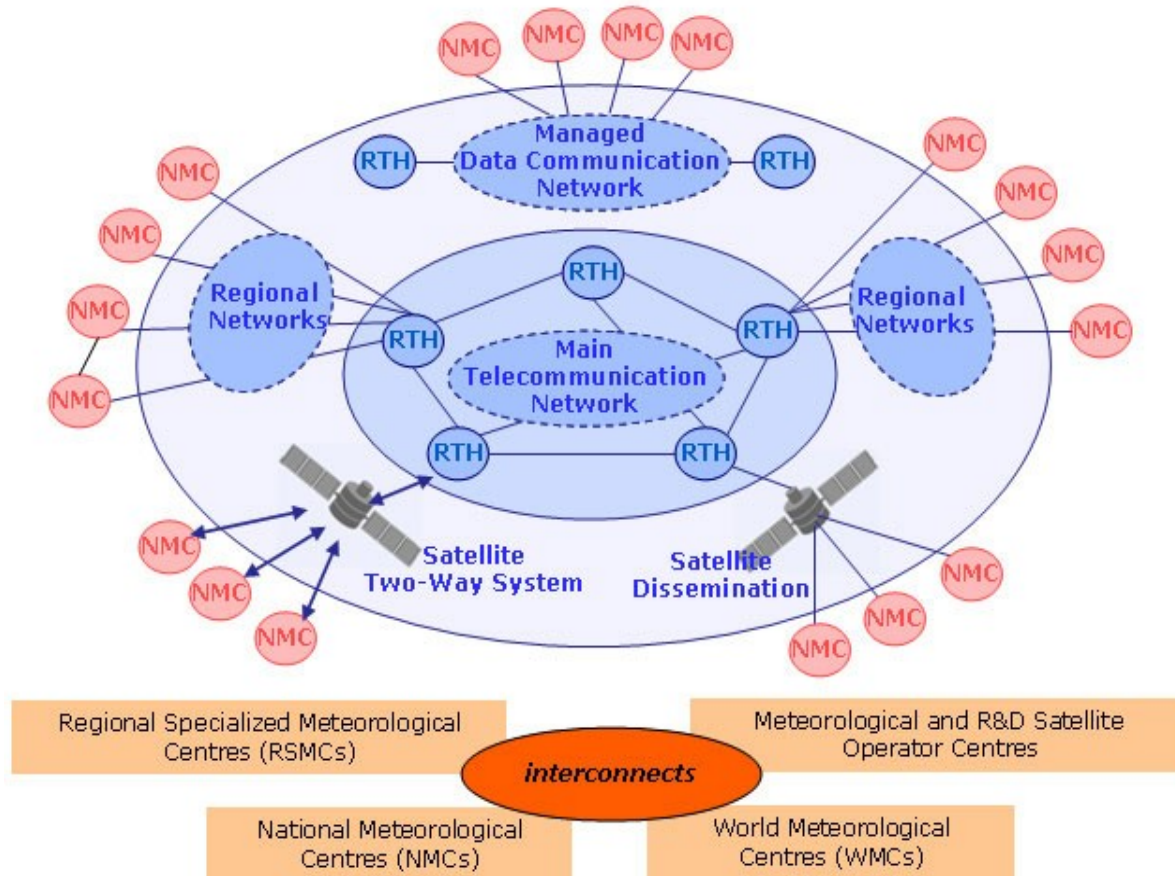 NMC
NMC
NMC
NMC
NMC
NMC
NMC
NMC
NMC
NMC
NMC
NMC
NMC
RTH
Managed
Data Communication
Network
RTH
Regional
Networks
RTH
RTH
RTH
Regional
Networks
Main
Telecommunication
Network
RTH
RTH
Satellite
Two-Way System
Satellite
Dissemination
NMC
NMC
NMC
NMC
NMC
Regional Specialized Meteorological
Centres (RSMCs)
Meteorological and R&D Satellite
Operator Centres
interconnects
National Meteorological
Centres (NMCs)
World Meteorological
Centres (WMCs)